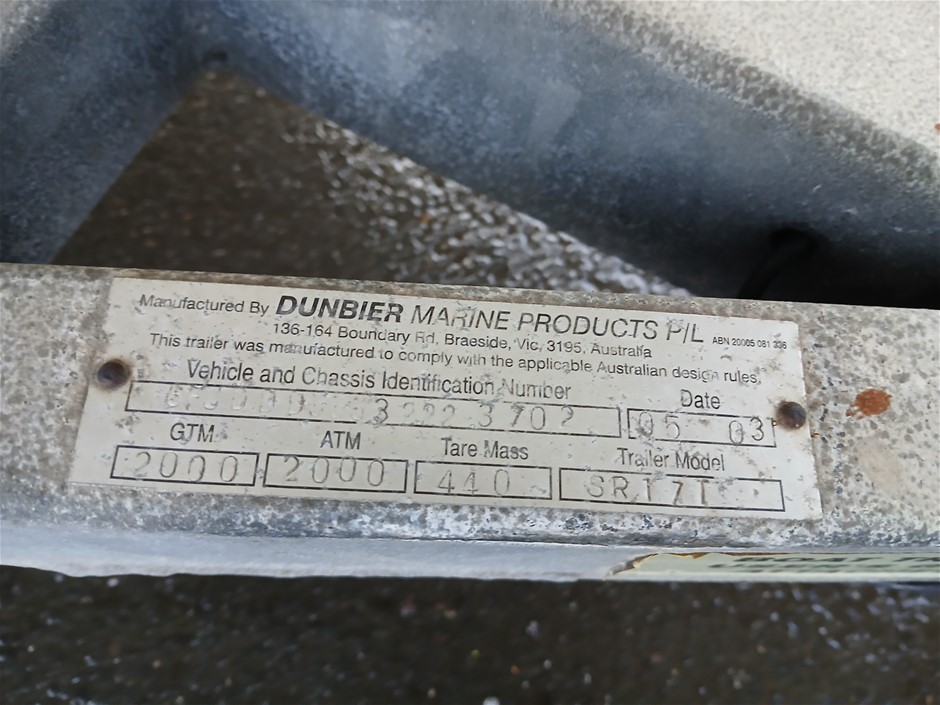 Manufactured By DUNBIER MARINE PRODUCTS P/L
136-164 Boundary Rd, Braeside, Vic, 3195, Australia ABN 20005 081 336
This trailer was manufactured to comply with the applicable Australian design rules.
Vehicle and Chassis Identification Number Date
05 03
GTM ATM Tare Mass Trailer Model
2000 2000 440 SRT7T